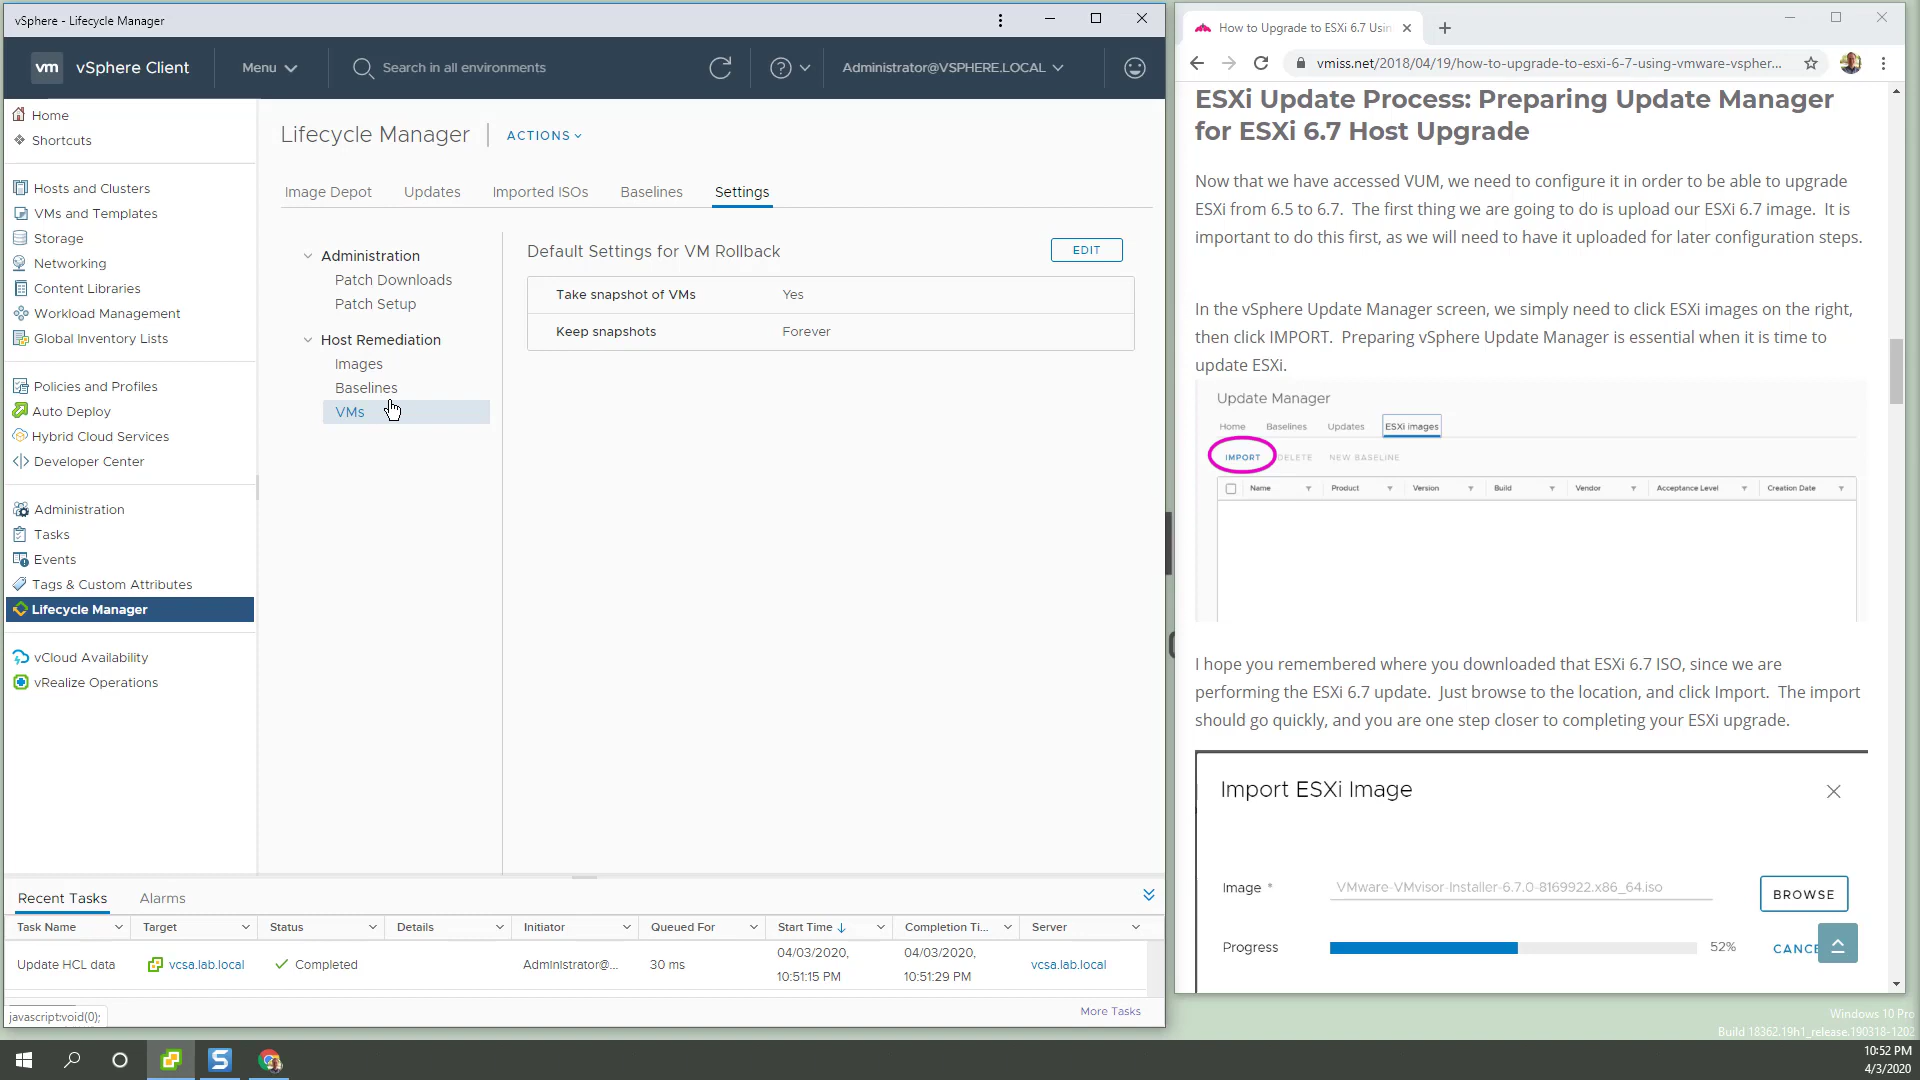 vSphere - Lifecycle Manager
vm vSphere Client
Menu
Search in all environments
Administrator@VSPHERE.LOCAL
Home
Shortcuts
Hosts and Clusters
VMs and Templates
Storage
Networking
Content Libraries
Workload Management
Global Inventory Lists
Policies and Profiles
Auto Deploy
Hybrid Cloud Services
Developer Center
Administration
Tasks
Events
Tags & Custom Attributes
Lifecycle Manager
vCloud Availability
vRealize Operations
Lifecycle Manager
ACTIONS
Image Depot Updates Imported ISOs Baselines Settings
Administration
Patch Downloads
Patch Setup
Host Remediation
Images
Baselines
VMs
Default Settings for VM Rollback
EDIT
Take snapshot of VMs Yes
Keep snapshots Forever
Recent Tasks Alarms
Task Name Target Status Details Initiator Queued For Start Time Completion Ti... Server
Update HCL data vcsa.lab.local Completed Administrator@... 30 ms 04/03/2020, 10:51:15 PM 04/03/2020, 10:51:29 PM vcsa.lab.local
More Tasks
javascript:void(0);
How to Upgrade to ESXi 6.7 Usin
vmiss.net/2018/04/19/how-to-upgrade-to-esxi-6-7-using-vmware-vspher...
ESXi Update Process: Preparing Update Manager
for ESXi 6.7 Host Upgrade
Now that we have accessed VUM, we need to configure it in order to be able to upgrade
ESXi from 6.5 to 6.7. The first thing we are going to do is upload our ESXi 6.7 image. It is
important to do this first, as we will need to have it uploaded for later configuration steps.
In the vSphere Update Manager screen, we simply need to click ESXi images on the right,
then click IMPORT. Preparing vSphere Update Manager is essential when it is time to
update ESXi.
Update Manager
Home Baselines Updates ESXi images
IMPORT DELETE NEW BASELINE
Name Product Version Build Vendor Acceptance Level Creation Date
I hope you remembered where you downloaded that ESXi 6.7 ISO, since we are
performing the ESXi 6.7 update. Just browse to the location, and click Import. The import
should go quickly, and you are one step closer to completing your ESXi upgrade.
Import ESXi Image
Image * VMware-VMvisor-Installer-6.7.0-8169922.x86_64.iso BROWSE
Progress 52% CANCE
Windows 10 Pro
Build 18362.19h1_release.190318-1202
10:52 PM
4/3/2020